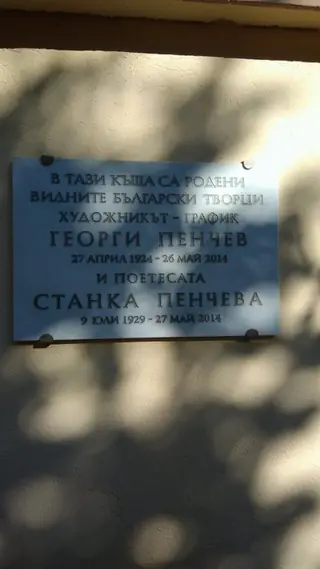 В ТАЗИ КЪЩА СА РОДЕНИ
ВИДНИТЕ БЪЛГАРСКИ ТВОРЦИ
ХУДОЖНИКЪТ - ГРАФИК
ГЕОРГИ ПЕНЧЕВ
27 АПРИЛ 1924 - 26 МАЙ 2014
И ПОЕТЕСАТА
СТАНКА ПЕНЧЕВА
9 ЮЛИ 1929 - 27 МАЙ 2014